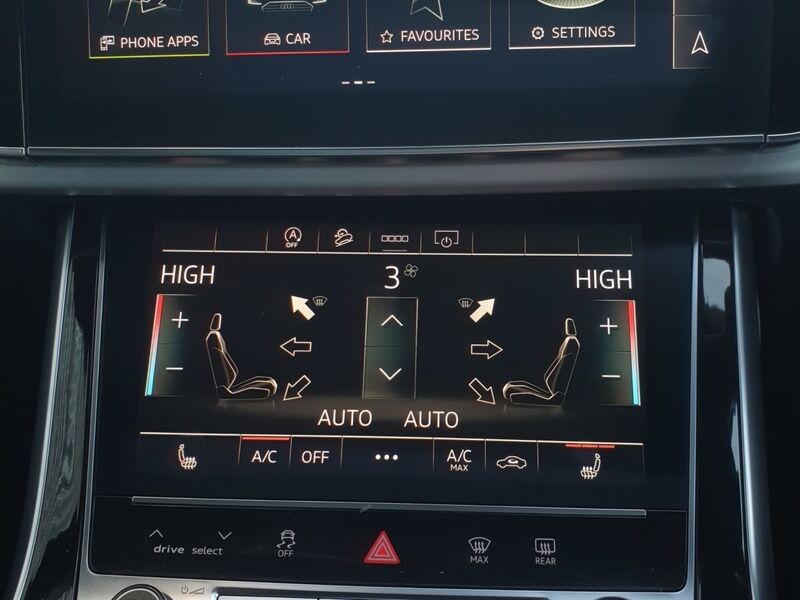 PHONE APPS CAR FAVOURITES SETTINGS
A
OFF
HIGH 3 HIGH
+ +
- -
AUTO AUTO
A/C OFF ... A/C
MAX
drive select OFF MAX REAR